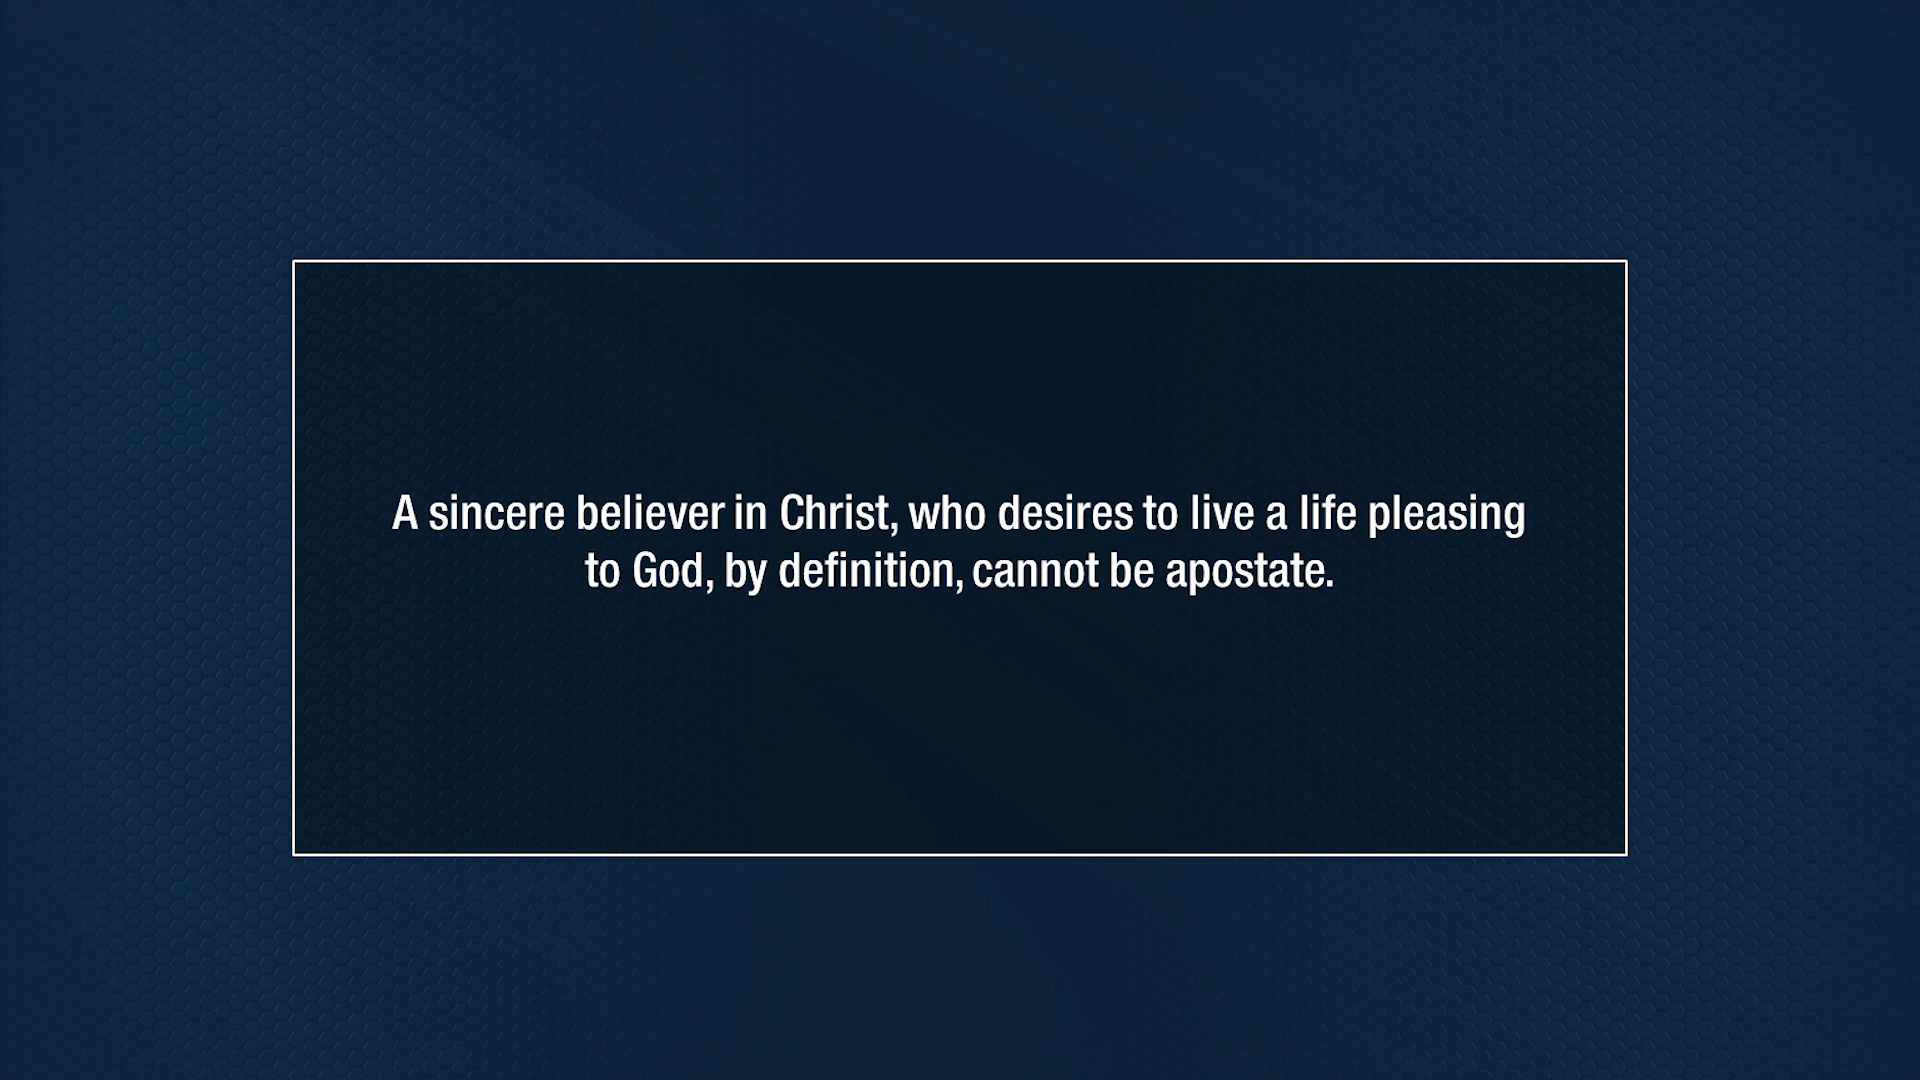 A sincere believer in Christ, who desires to live a life pleasing
to God, by definition, cannot be apostate.